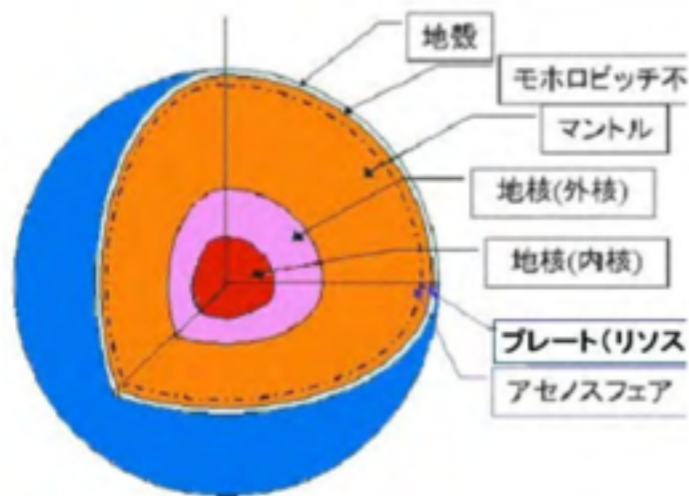 地殻
モホロビッチ不
マントル
地核(外核)
地核(内核)
プレート(リソス
アセノスフェア